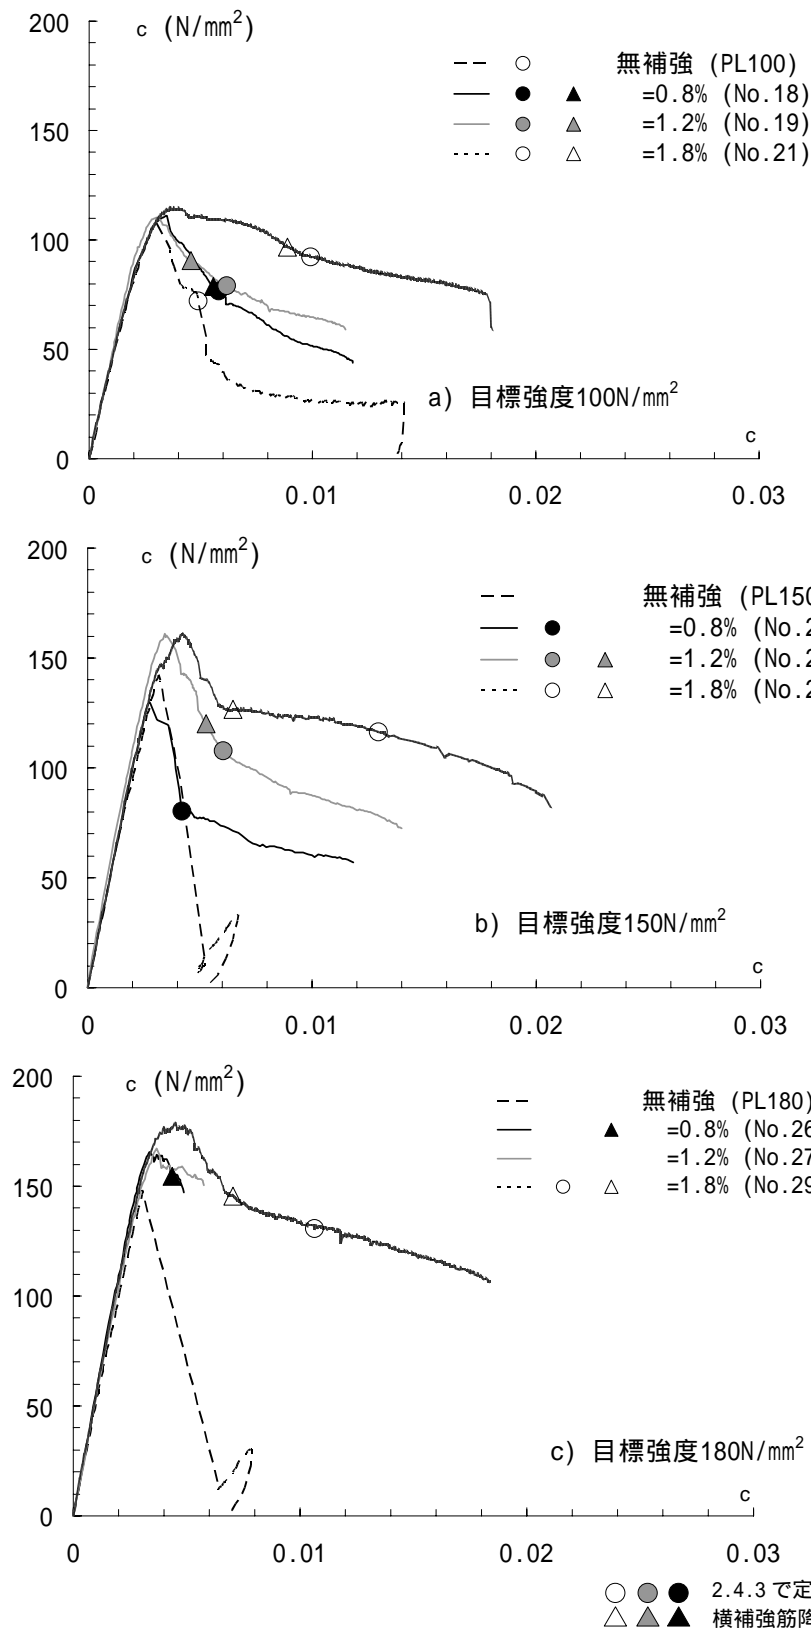 200
c (N/mm²)
無補強 (PL100)
=0.8% (No.18)
=1.2% (No.19)
=1.8% (No.21)
150
100
50
a) 目標強度100N/mm²
c
0
0 0.01 0.02 0.03
200
c (N/mm²)
無補強 (PL150
=0.8% (No.2
=1.2% (No.2
=1.8% (No.2
150
100
50
b) 目標強度150N/mm²
c
0
0 0.01 0.02 0.03
200
c (N/mm²)
無補強 (PL180)
=0.8% (No.26
=1.2% (No.27
=1.8% (No.29
150
100
50
c) 目標強度180N/mm²
c
0
0 0.01 0.02 0.03
2.4.3 で定
横補強筋降